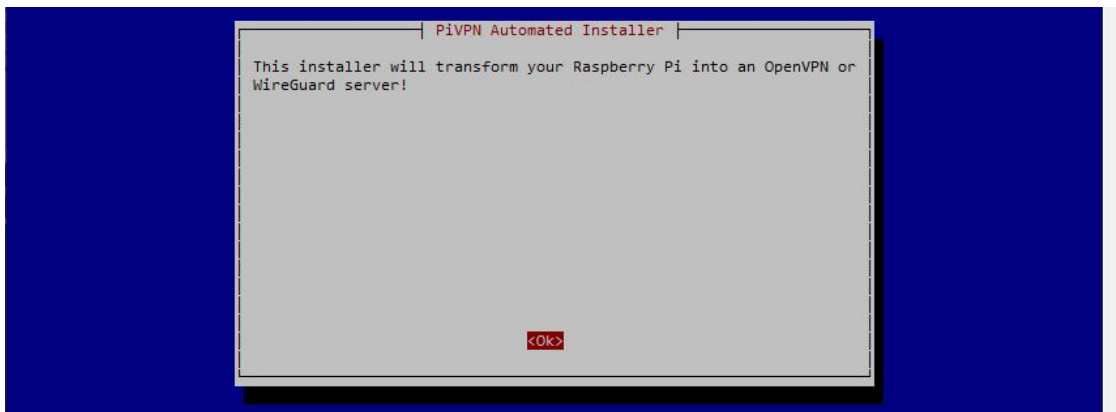 PiVPN Automated Installer
This installer will transform your Raspberry Pi into an OpenVPN or
WireGuard server!
<Ok>